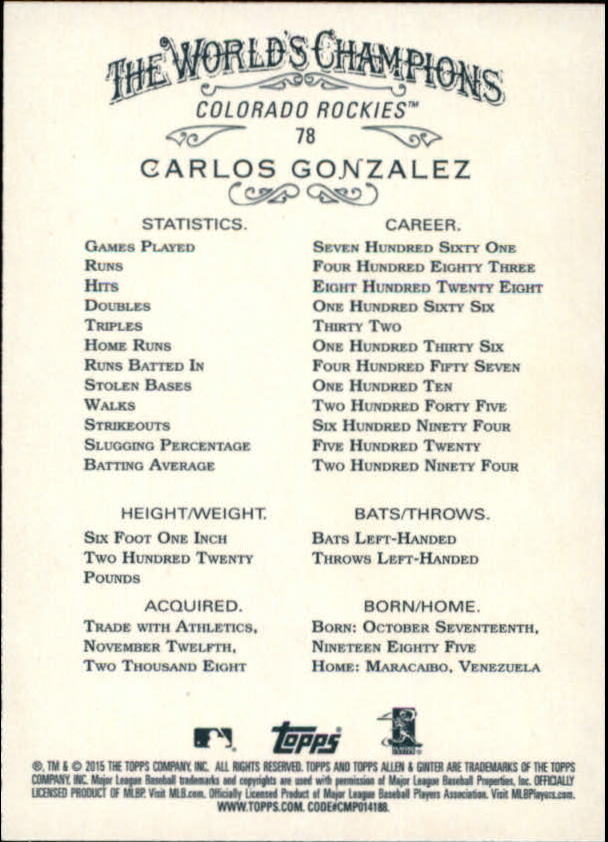 THE WORLD'S CHAMPIONS
COLORADO ROCKIES™
78
CARLOS GONZALEZ
STATISTICS. CAREER.
GAMES PLAYED SEVEN HUNDRED SIXTY ONE
RUNS FOUR HUNDRED EIGHTY THREE
HITS EIGHT HUNDRED TWENTY EIGHT
DOUBLES ONE HUNDRED SIXTY SIX
TRIPLES THIRTY TWO
HOME RUNS ONE HUNDRED THIRTY SIX
RUNS BATTED IN FOUR HUNDRED FIFTY SEVEN
STOLEN BASES ONE HUNDRED TEN
WALKS TWO HUNDRED FORTY FIVE
STRIKEOUTS SIX HUNDRED NINETY FOUR
SLUGGING PERCENTAGE FIVE HUNDRED TWENTY
BATTING AVERAGE TWO HUNDRED NINETY FOUR
HEIGHT/WEIGHT. BATS/THROWS.
SIX FOOT ONE INCH BATS LEFT-HANDED
TWO HUNDRED TWENTY THROWS LEFT-HANDED
POUNDS
ACQUIRED. BORN/HOME.
TRADE WITH ATHLETICS, BORN: OCTOBER SEVENTEENTH,
NOVEMBER TWELFTH, NINETEEN EIGHTY FIVE
TWO THOUSAND EIGHT HOME: MARACAIBO, VENEZUELA
topps
®, TM & © 2015 THE TOPPS COMPANY, INC. ALL RIGHTS RESERVED. TOPPS AND TOPPS ALLEN & GINTER ARE TRADEMARKS OF THE TOPPS
COMPANY, INC. Major League Baseball trademarks and copyrights are used with permission of Major League Baseball Properties, Inc. OFFICIALLY
LICENSED PRODUCT OF MLBP. Visit MLB.com. Officially Licensed Product of Major League Baseball Players Association. Visit MLBPlayers.com.
WWW.TOPPS.COM. CODE#CMP014188.